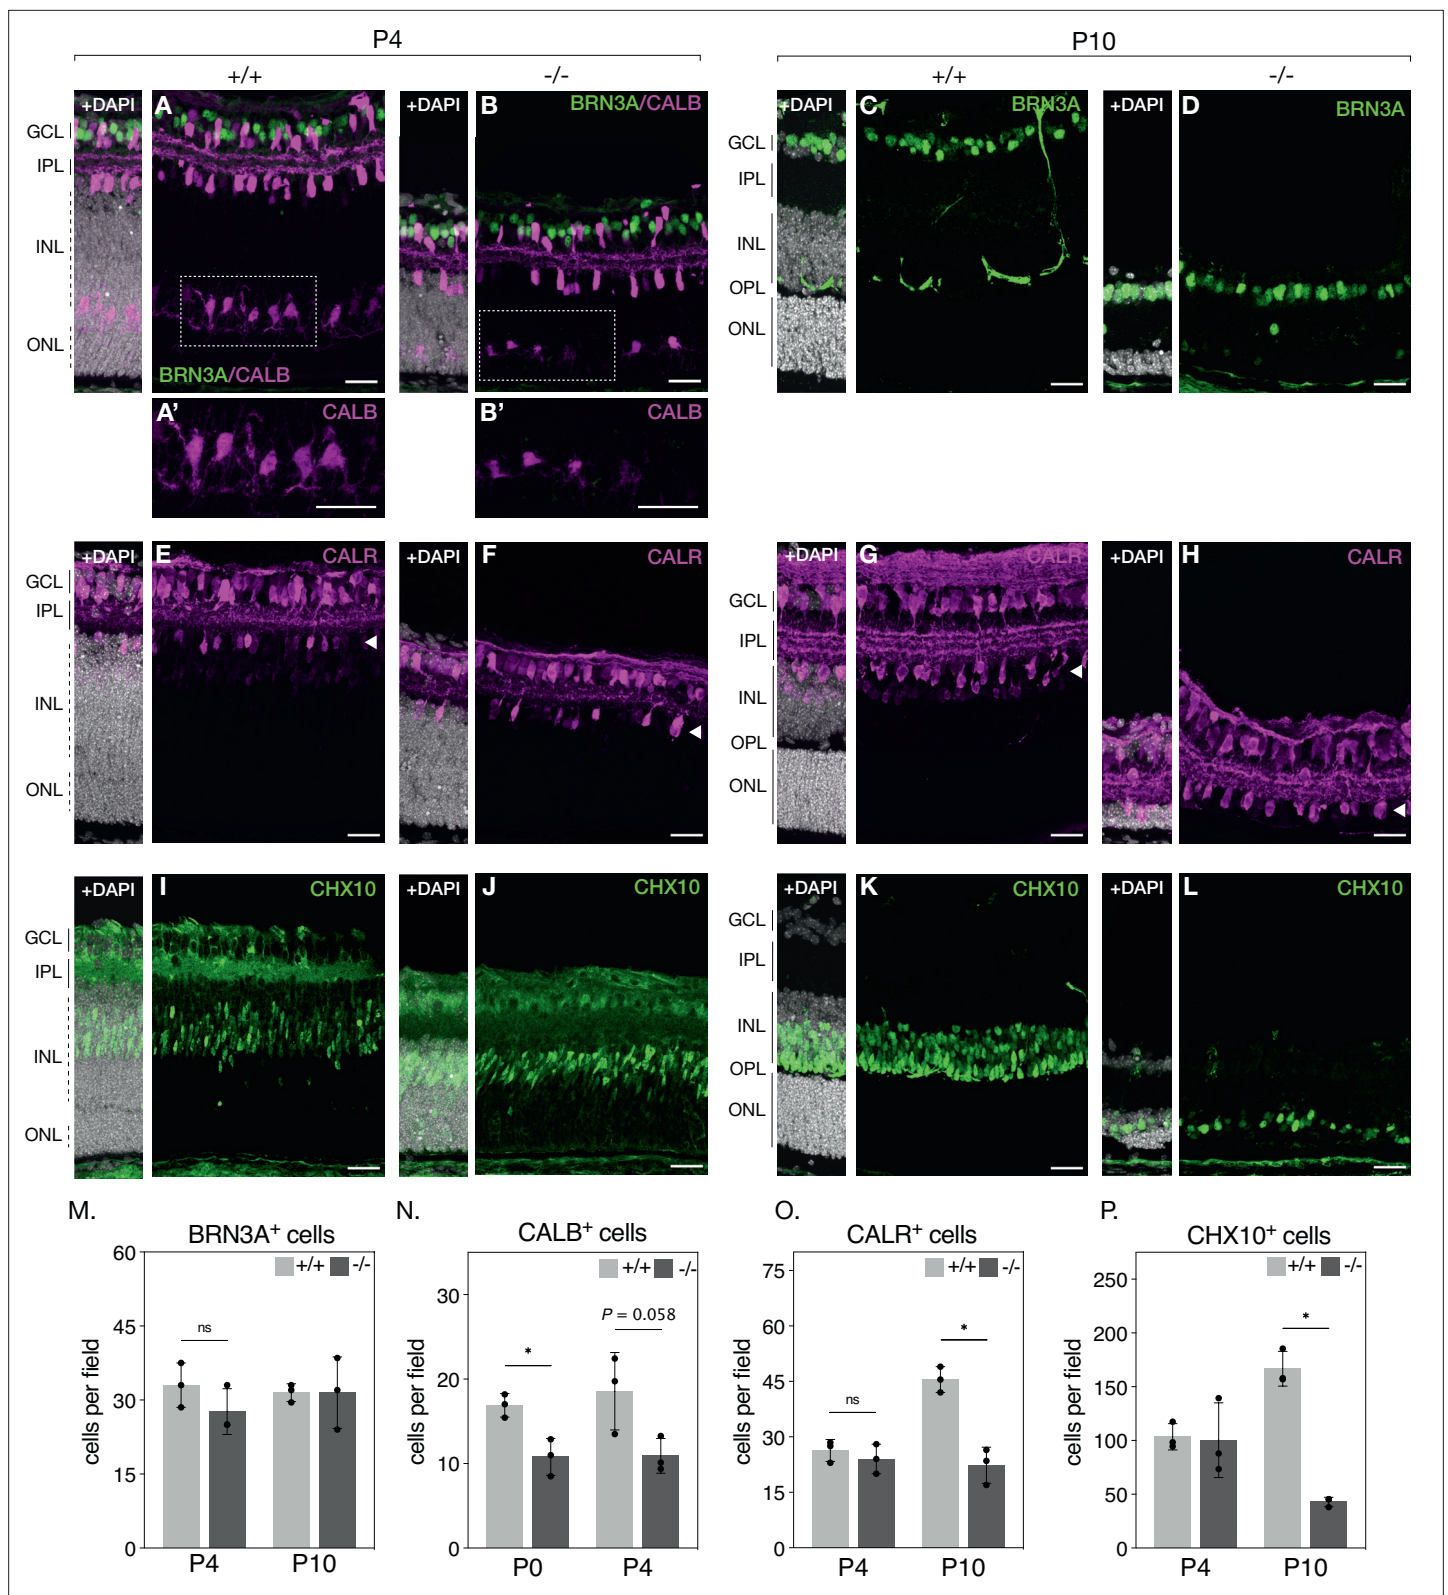 P4 P10
+/+ -/- +/+ -/-
+DAPI A +DAPI B BRN3A/CALB +DAPI C BRN3A +DAPI D BRN3A
GCL
IPL
INL
ONL
BRN3A/CALB
GCL
IPL
INL
OPL
ONL
A' CALB B' CALB
+DAPI E CALR +DAPI F CALR +DAPI G CALR +DAPI H CALR
GCL
IPL
INL
ONL
GCL
IPL
INL
OPL
ONL
+DAPI I CHX10 +DAPI J CHX10 +DAPI K CHX10 +DAPI L CHX10
GCL
IPL
INL
ONL
GCL
IPL
INL
OPL
ONL
M.
BRN3A⁺ cells
+/+ -/-
cells per field
60
45
30
15
0
ns
P4 P10
N.
CALB⁺ cells
+/+ -/-
cells per field
30
20
10
0
*
P = 0.058
P0 P4
O.
CALR⁺ cells
+/+ -/-
cells per field
75
60
45
30
15
0
ns
*
P4 P10
P.
CHX10⁺ cells
+/+ -/-
cells per field
250
200
150
100
50
0
*
P4 P10